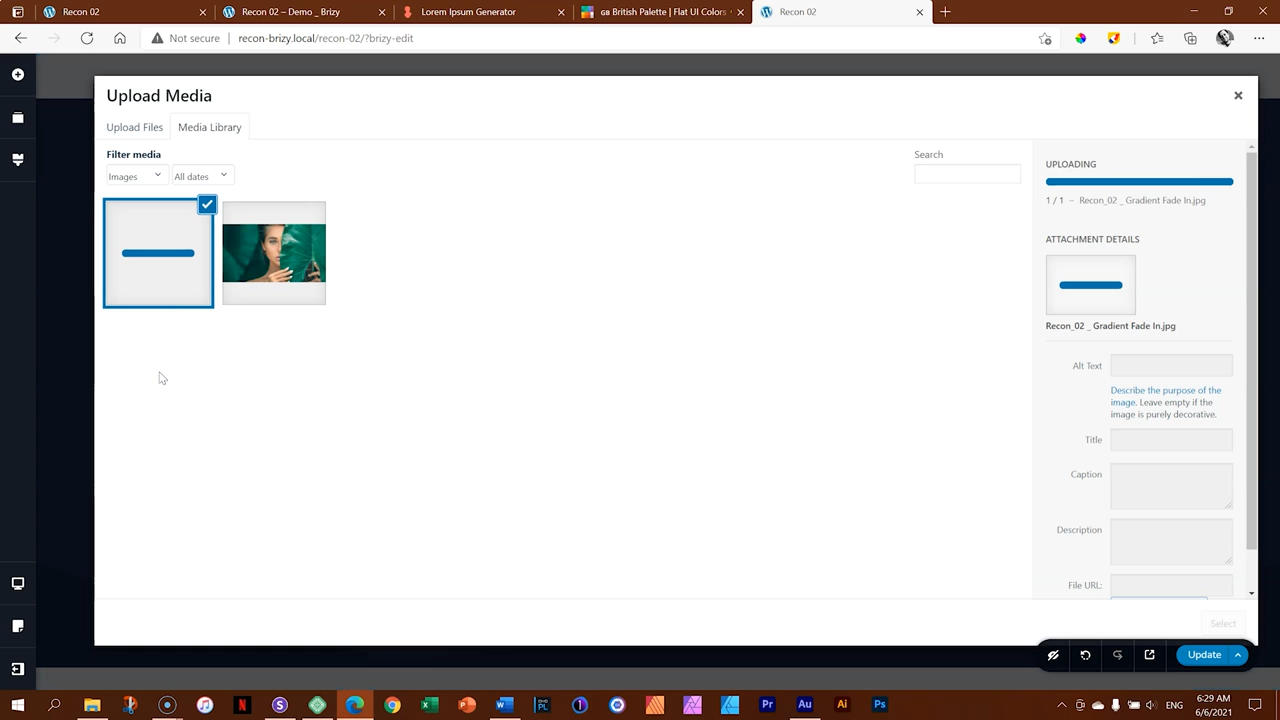 Recon 02
Recon 02 – Demo _ Brizy
Lorem Ipsum Generator
GB British Palette | Flat UI Colors
Recon 02
Not secure
recon-brizy.local/recon-02/?brizy-edit
Upload Media
Upload Files
Media Library
Filter media
Images
All dates
Search
UPLOADING
1 / 1 – Recon_02 _ Gradient Fade In.jpg
ATTACHMENT DETAILS
Recon_02 _ Gradient Fade In.jpg
Alt Text
Describe the purpose of the
image. Leave empty if the
image is purely decorative.
Title
Caption
Description
File URL:
Select
Update
ENG
6:29 AM
6/6/2021